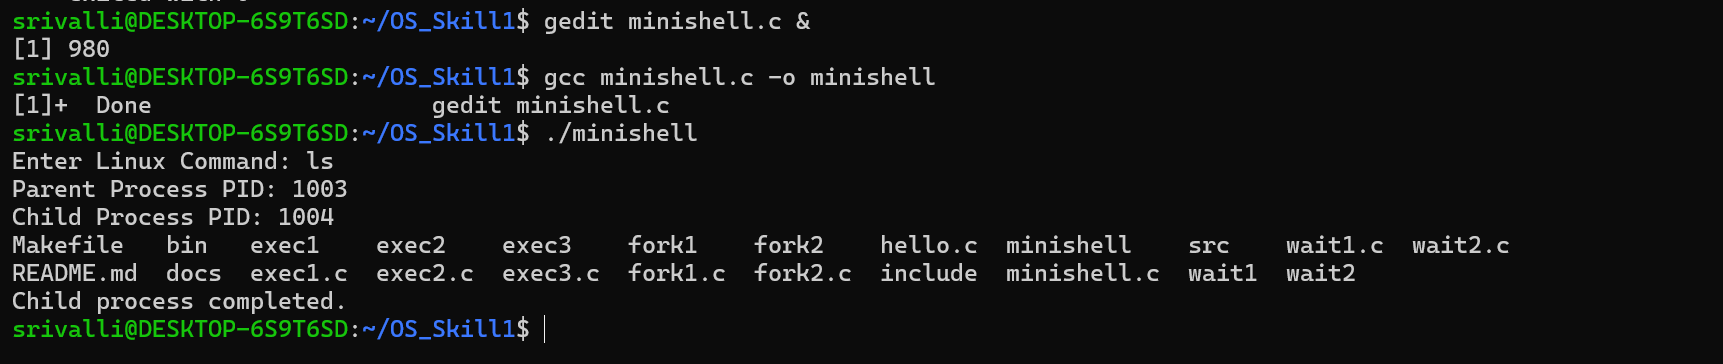 srivalli@DESKTOP-6S9T6SD:~/OS_Skill1$ gedit minishell.c &
[1] 980
srivalli@DESKTOP-6S9T6SD:~/OS_Skill1$ gcc minishell.c -o minishell
[1]+  Done                    gedit minishell.c
srivalli@DESKTOP-6S9T6SD:~/OS_Skill1$ ./minishell
Enter Linux Command: ls
Parent Process PID: 1003
Child Process PID: 1004
Makefile   bin   exec1    exec2    exec3    fork1    fork2    hello.c  minishell    src    wait1.c  wait2.c
README.md  docs  exec1.c  exec2.c  exec3.c  fork1.c  fork2.c  include  minishell.c  wait1  wait2
Child process completed.
srivalli@DESKTOP-6S9T6SD:~/OS_Skill1$